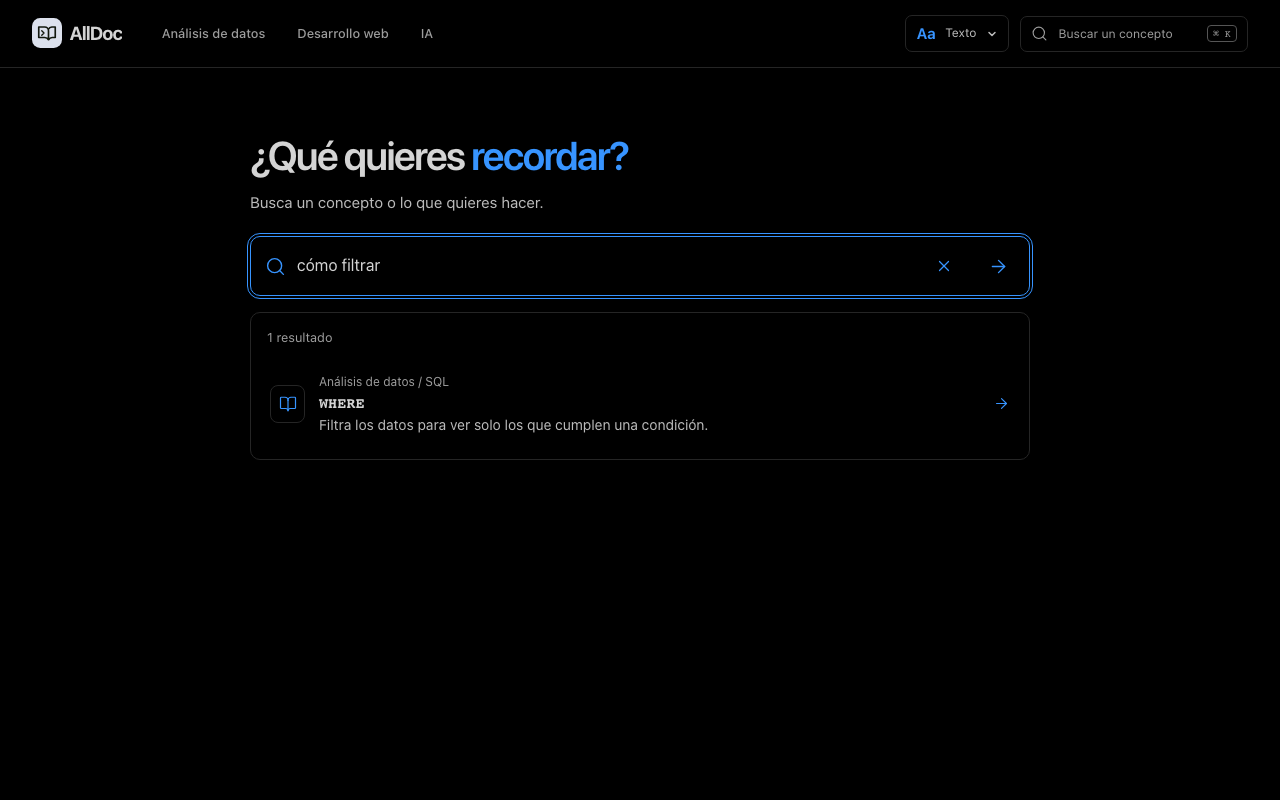 AllDoc
Análisis de datos
Desarrollo web
IA
Aa Texto
Buscar un concepto
⌘ K
¿Qué quieres recordar?
Busca un concepto o lo que quieres hacer.
cómo filtrar
1 resultado
Análisis de datos / SQL
WHERE
Filtra los datos para ver solo los que cumplen una condición.